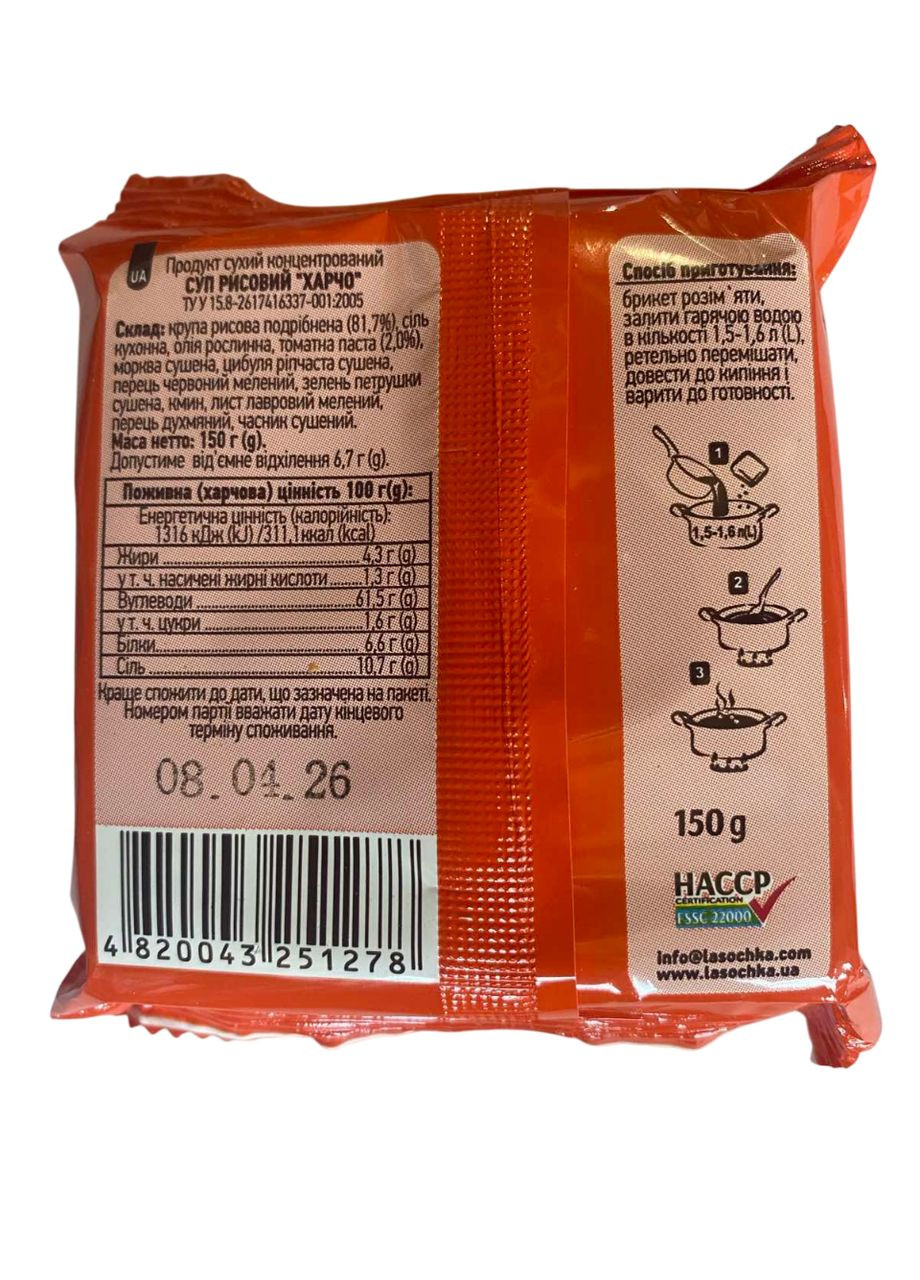 UA
Продукт сухий концентрований
СУП РИСОВИЙ "ХАРЧО"
ТУ У 15.8-2617416337-001:2005
Склад: крупа рисова подрібнена (81,7%), сіль
кухонна, олія рослинна, томатна паста (2,0%),
морква сушена, цибуля ріпчаста сушена,
перець червоний мелений, зелень петрушки
сушена, кмин, лист лавровий мелений,
перець духмяний, часник сушений.
Маса нетто: 150 г (g).
Допустиме від'ємне відхілення 6,7 г (g).
Поживна (харчова) цінність 100 г(g):
Енергетична цінність (калорійність):
1316 кДж (kJ) /311,1ккал (kcal)
Жири 4,3 г (g)
у т. ч. насичені жирні кислоти 1,3 г (g)
Вуглеводи 61,5 г (g)
у т. ч. цукри 1,6 г (g)
Білки 6,6 г (g)
Сіль 10,7 г (g)
Краще спожити до дати, що зазначена на пакеті.
Номером партії вважати дату кінцевого
терміну споживання.
08.04.26
4 820043 251278
Спосіб приготування:
брикет розім`яти,
залити гарячою водою
в кількості 1,5-1,6 л (L),
ретельно перемішати,
довести до кипіння і
варити до готовності.
1
1,5-1,6 л(L)
2
3
150 g
HACCP
CERTIFICATION
FSSC 22000
info@lasochka.com
www.lasochka.ua